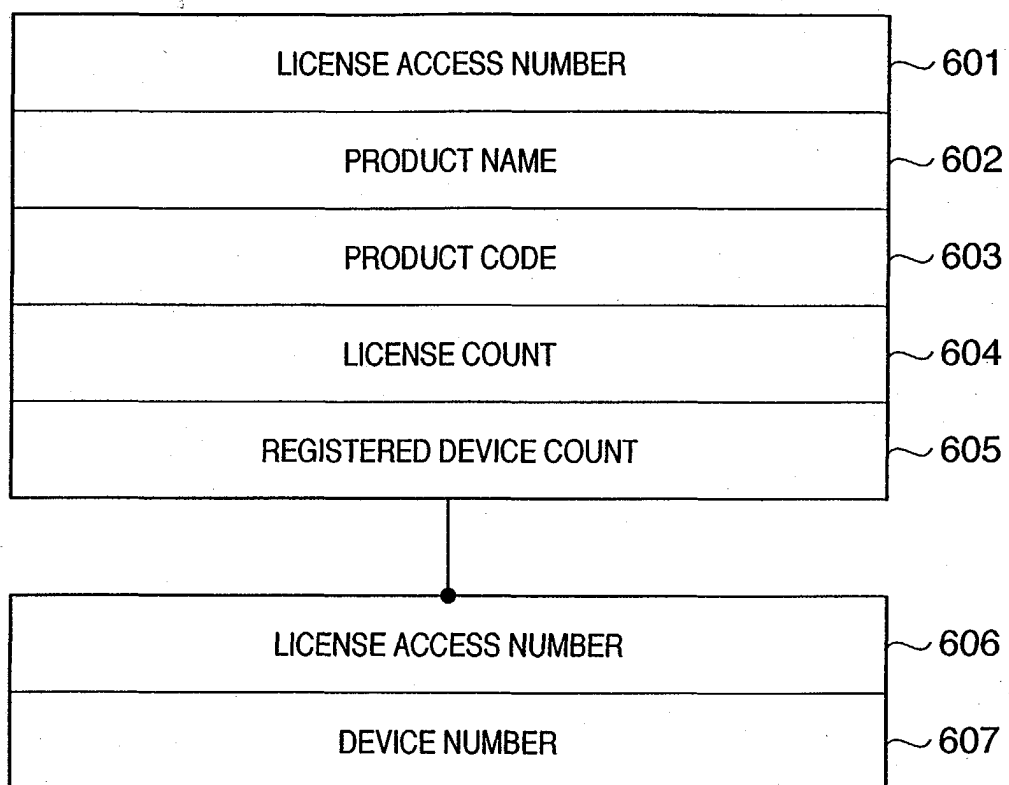 LICENSE ACCESS NUMBER 601
PRODUCT NAME 602
PRODUCT CODE 603
LICENSE COUNT 604
REGISTERED DEVICE COUNT 605
LICENSE ACCESS NUMBER 606
DEVICE NUMBER 607